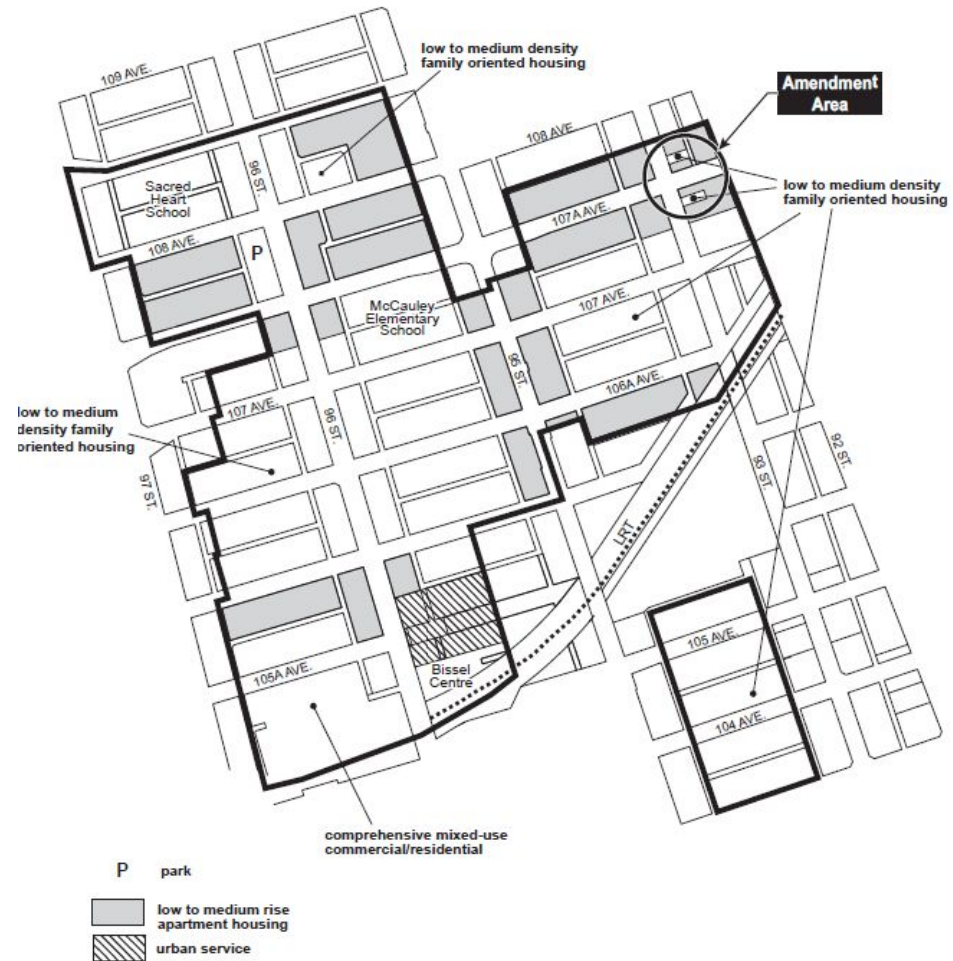 109 AVE.
low to medium density
family oriented housing
Amendment
Area
108 AVE.
96 ST.
Sacred
Heart
School
low to medium density
family oriented housing
107A AVE.
108 AVE.
P
McCauley
Elementary
School
107 AVE.
95 ST.
106A AVE.
low to medium
density family
oriented housing
107 AVE.
96 ST.
97 ST.
93 ST.
92 ST.
LRT
105 AVE.
Bissel
Centre
105A AVE.
104 AVE.
comprehensive mixed-use
commercial/residential
P park
low to medium rise
apartment housing
urban service